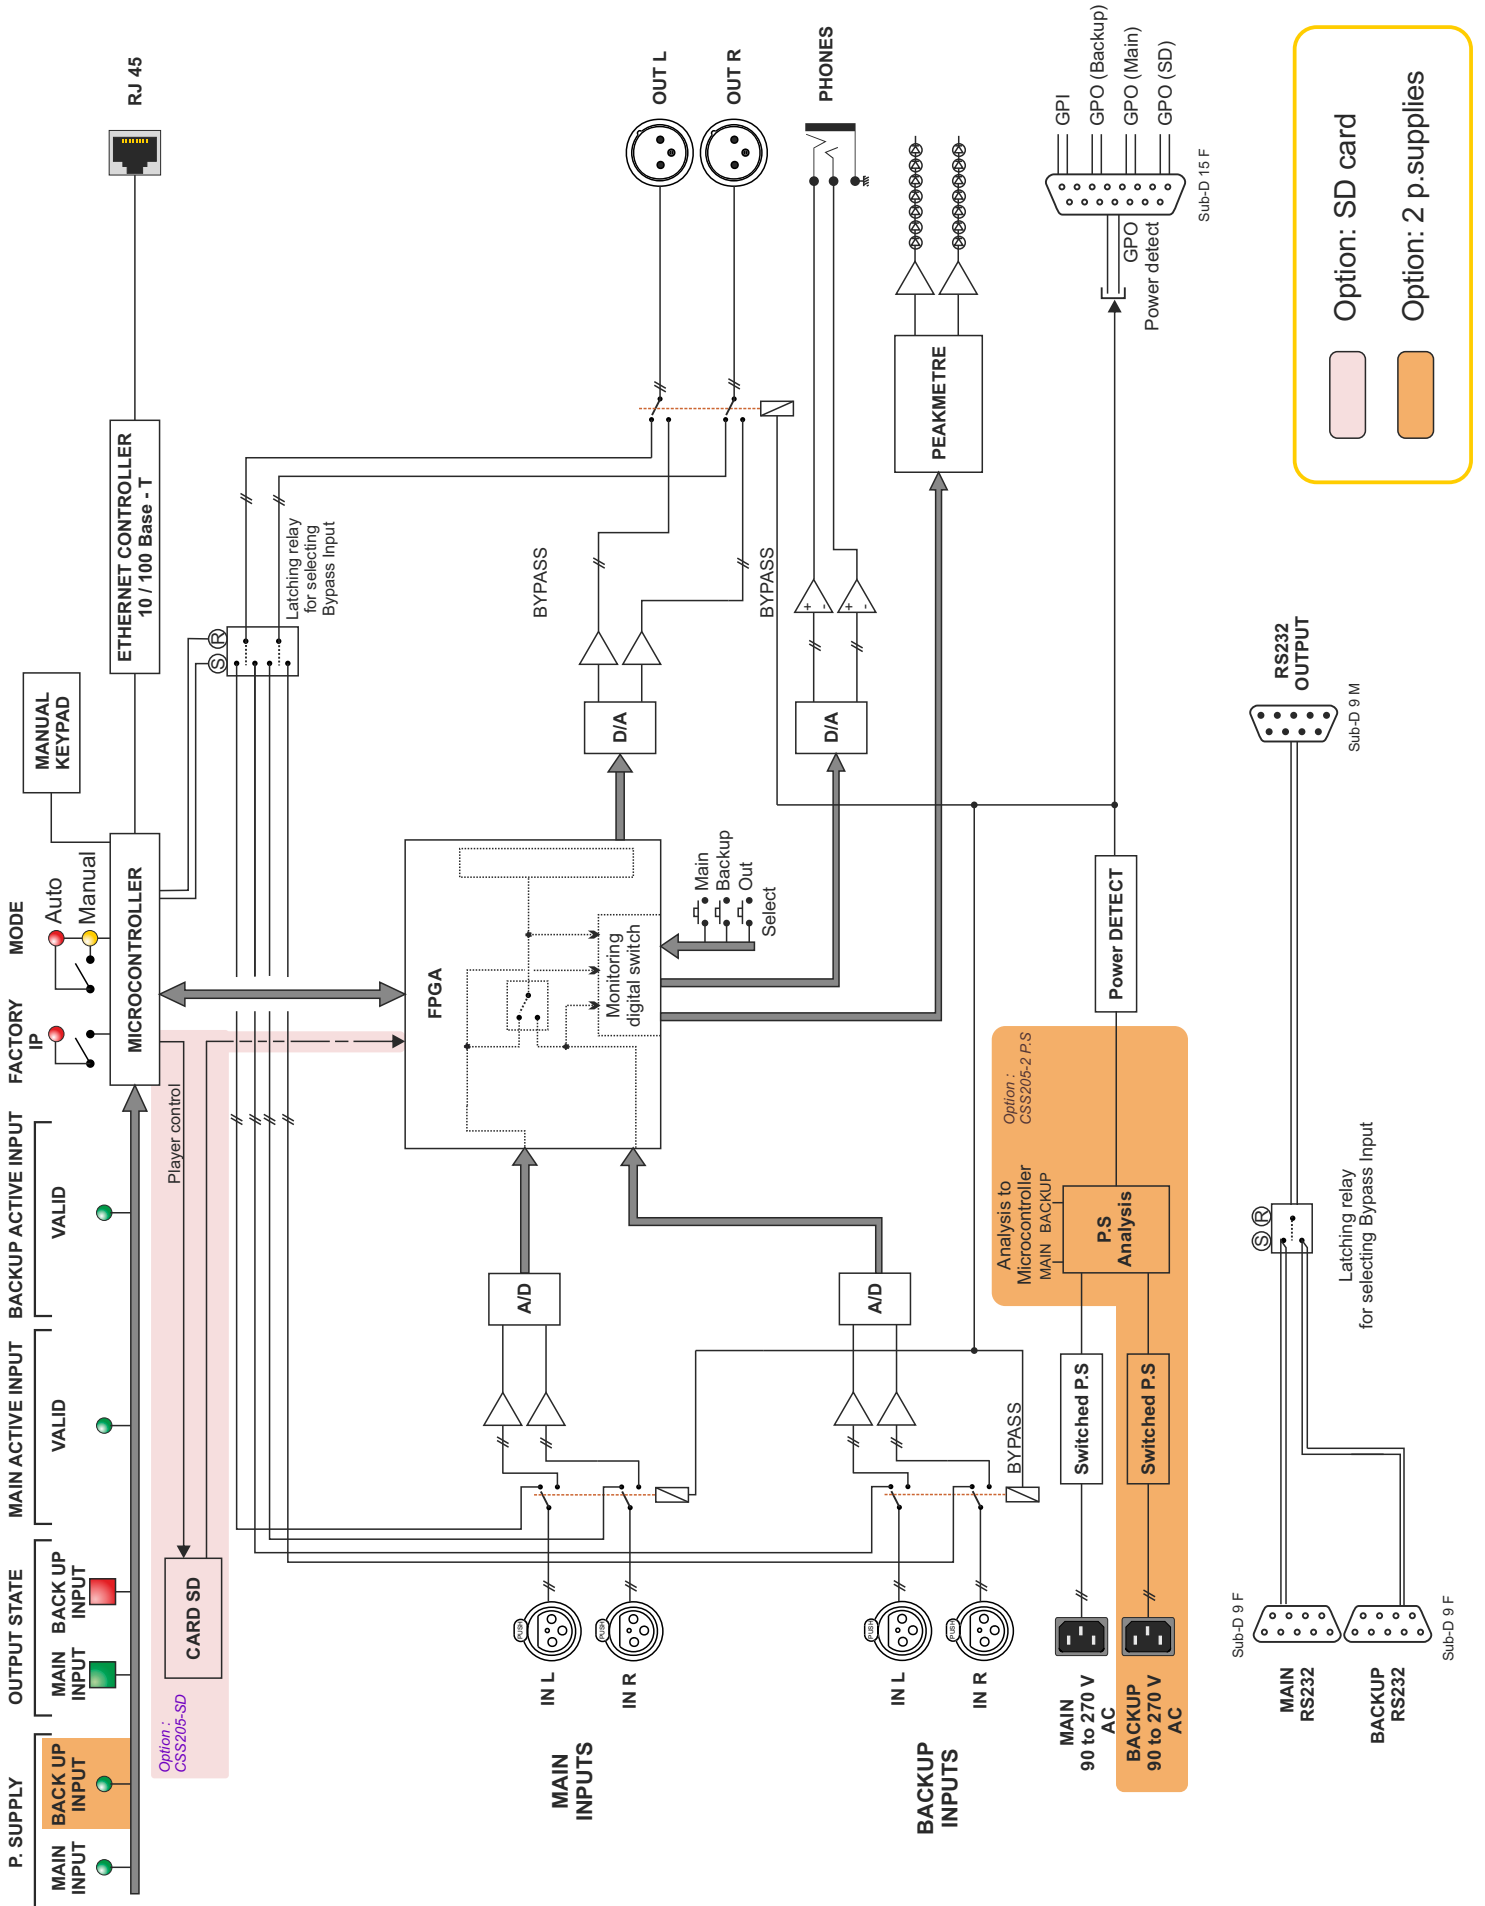 P. SUPPLY
MAIN
INPUT
BACK UP
INPUT
OUTPUT STATE
MAIN
INPUT
BACK UP
INPUT
MAIN ACTIVE INPUT
VALID
BACKUP ACTIVE INPUT
VALID
FACTORY
IP
MODE
Auto
Manual
MANUAL
KEYPAD
MICROCONTROLLER
ETHERNET CONTROLLER
10 / 100 Base - T
RJ 45
Option :
CSS205-SD
CARD SD
Player control
S
R
Latching relay
for selecting
Bypass Input
FPGA
Monitoring
digital switch
Main
Backup
Out
Select
MAIN
INPUTS
IN L
PUSH
IN R
PUSH
A/D
D/A
BYPASS
BYPASS
OUT L
OUT R
PHONES
D/A
+
-
+
-
PEAKMETRE
BACKUP
INPUTS
IN L
PUSH
IN R
PUSH
A/D
BYPASS
MAIN
90 to 270 V
AC
BACKUP
90 to 270 V
AC
Switched P.S
Switched P.S
Analysis to
Microcontroller
MAIN BACKUP
P.S
Analysis
Option :
CSS205-2 P.S
Power DETECT
GPO
Power detect
GPI
GPO (Backup)
GPO (Main)
GPO (SD)
Sub-D 15 F
Sub-D 9 F
MAIN
RS232
BACKUP
RS232
Sub-D 9 F
S
R
Latching relay
for selecting Bypass Input
RS232
OUTPUT
Sub-D 9 M
Option: SD card
Option: 2 p.supplies